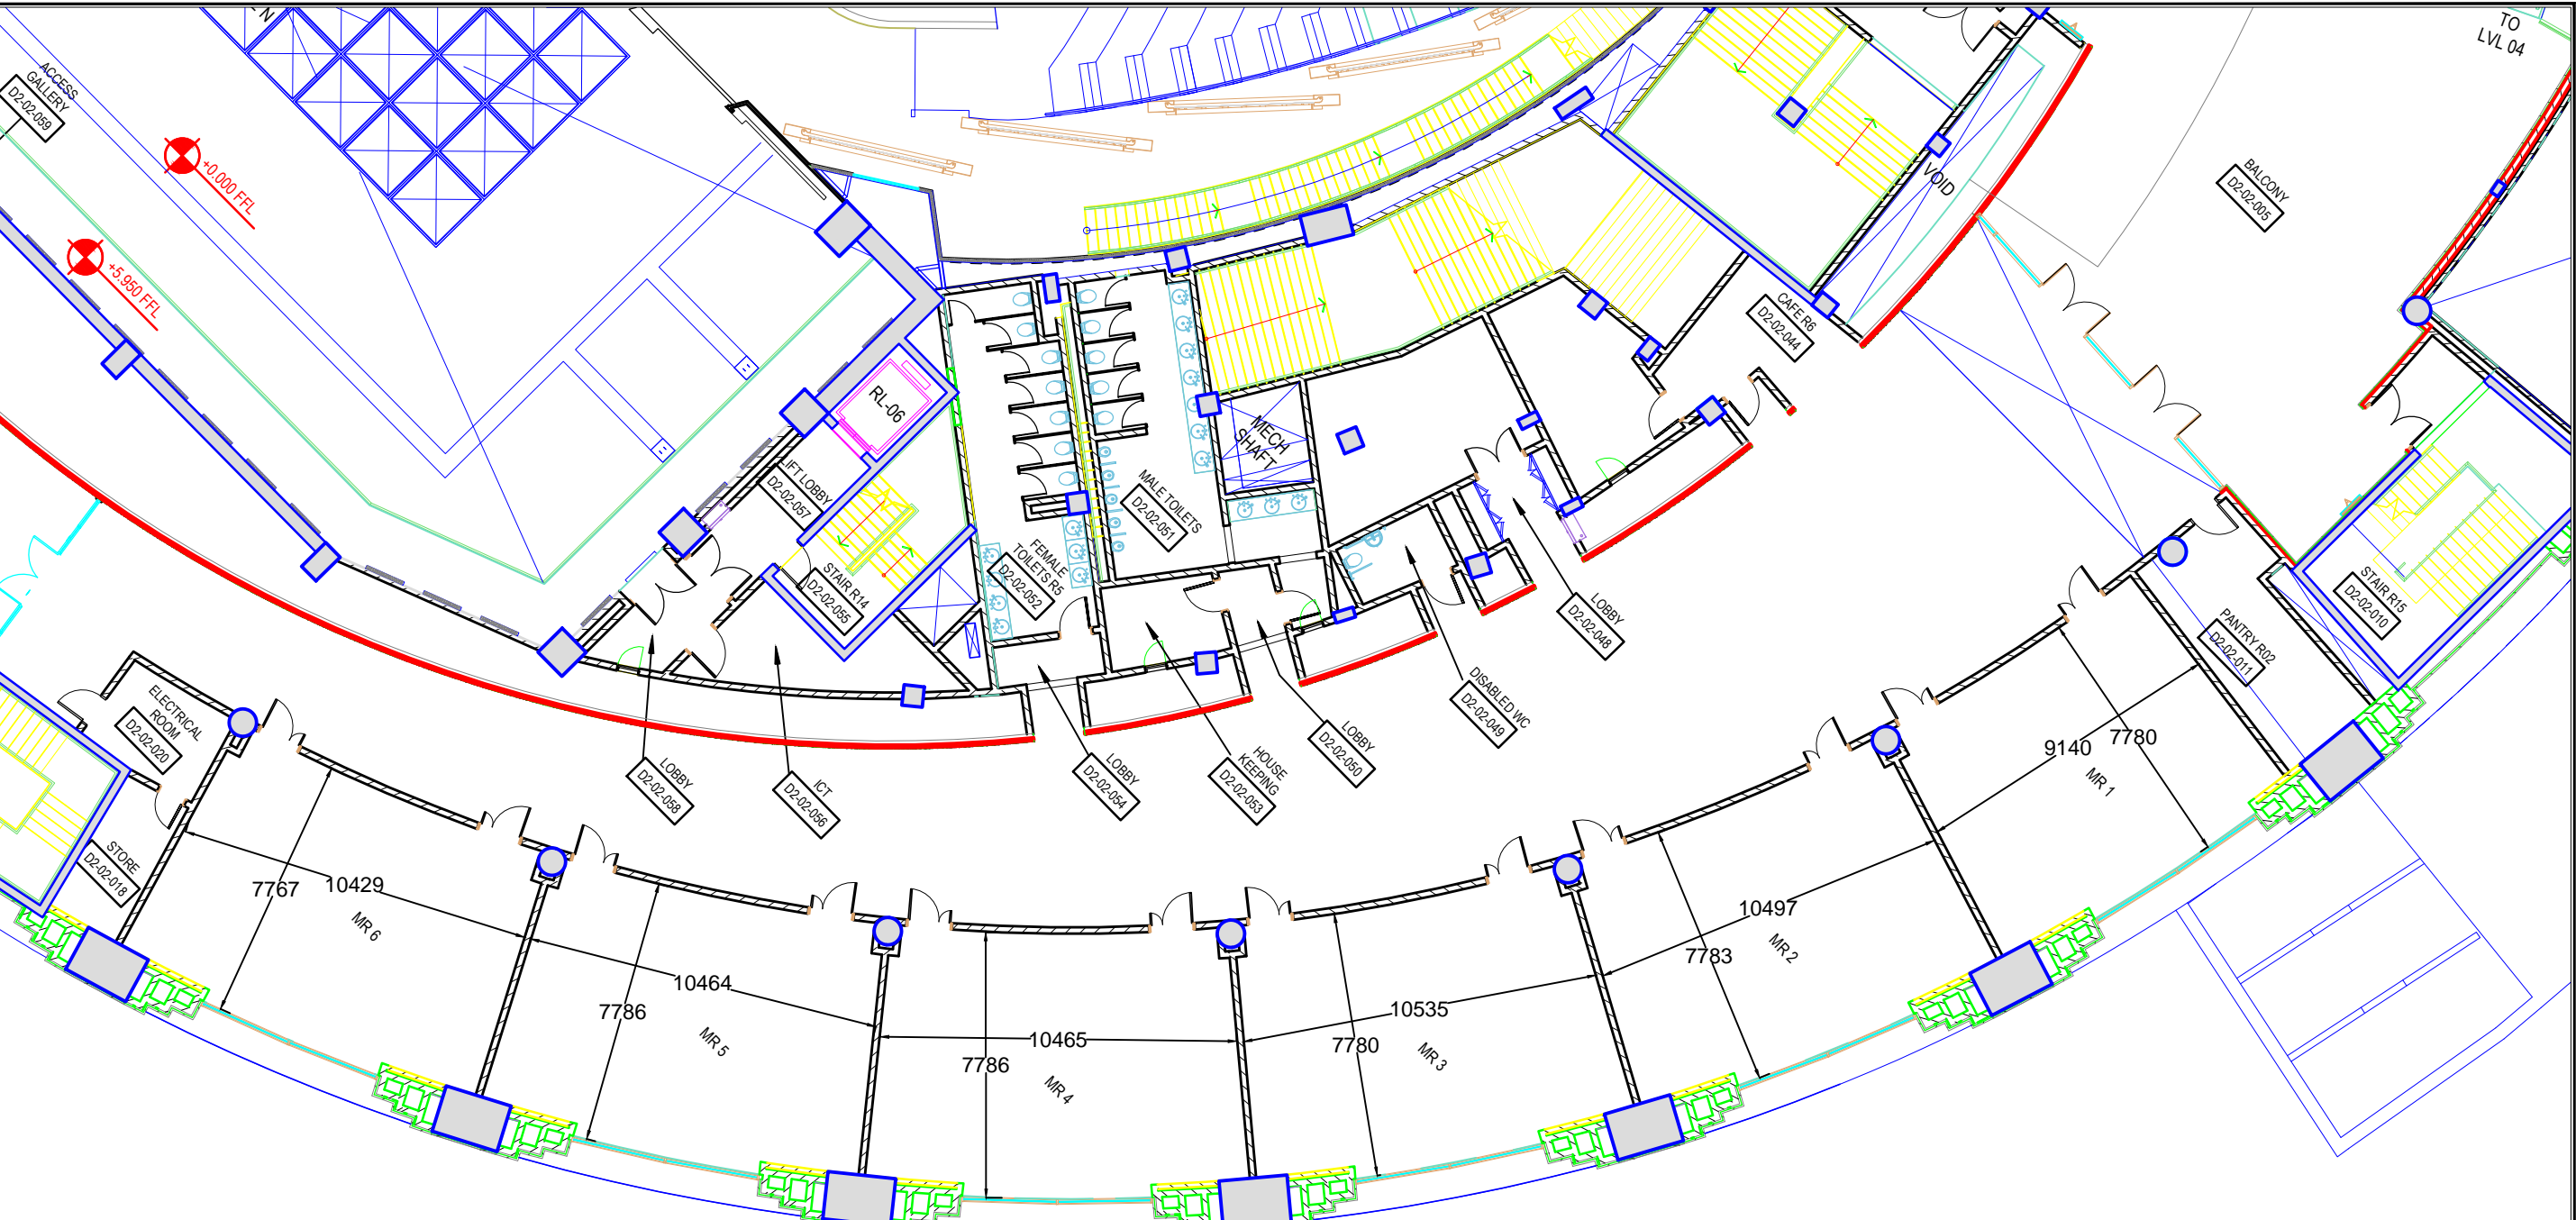 N
TO
LVL 04
ACCESS
GALLERY
D2-02-059
+0.000 FFL
+5.950 FFL
BALCONY
D2-02-005
VOID
CAFE R6
D2-02-044
RL-06
MECH
SHAFT
LIFT LOBBY
D2-02-057
MALE TOILETS
D2-02-051
FEMALE
TOILETS R5
D2-02-052
STAIR R14
D2-02-055
LOBBY
D2-02-048
STAIR R15
D2-02-010
PANTRY R02
D2-02-011
DISABLED WC
D2-02-049
ELECTRICAL
ROOM
D2-02-020
LOBBY
D2-02-058
ICT
D2-02-056
LOBBY
D2-02-054
HOUSE
KEEPING
D2-02-053
LOBBY
D2-02-050
STORE
D2-02-018
9140
7780
MR 1
7767
10429
MR 6
10497
7783
MR 2
10464
7786
MR 5
10535
7780
MR 3
10465
7786
MR 4